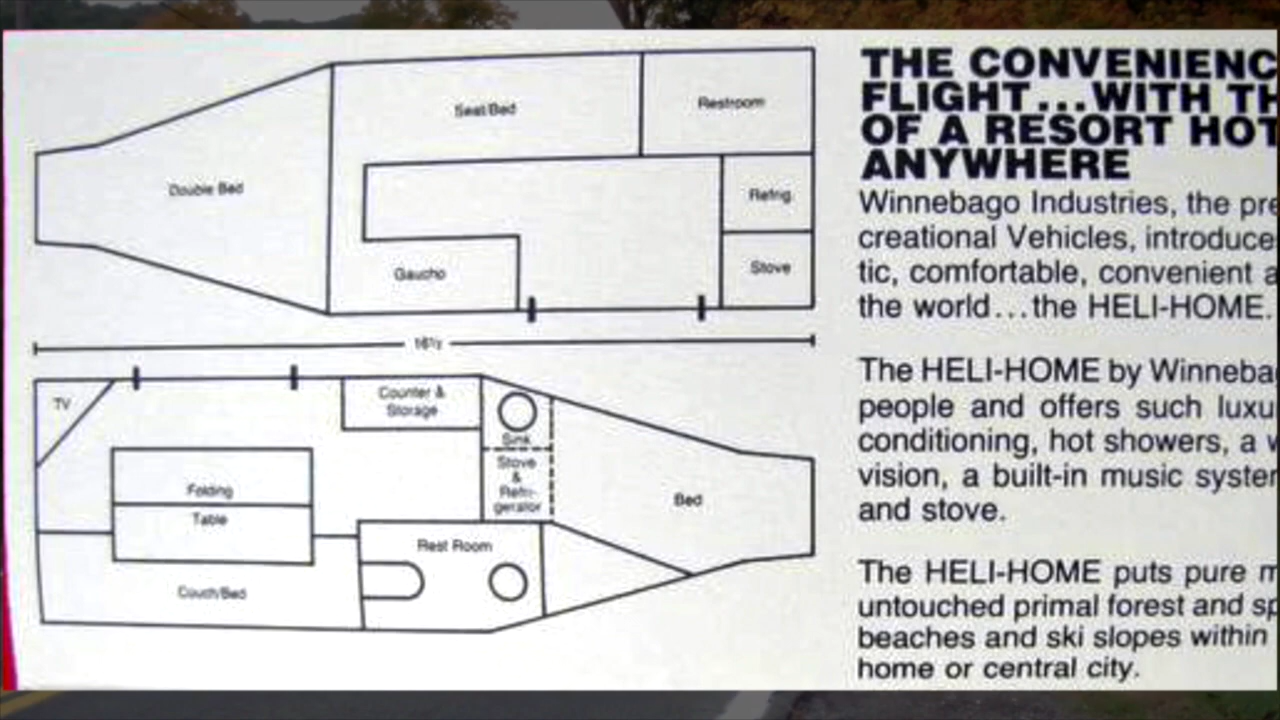 Seat/Bed
Restroom
Double Bed
Refrig.
Gaucho
Stove
TV
Counter &
Storage
Sink
Stove
&
Refri-
gerator
Folding
Table
Bed
Rest Room
Couch/Bed
THE CONVENIENC
FLIGHT...WITH TH
OF A RESORT HOT
ANYWHERE
Winnebago Industries, the pre
creational Vehicles, introduce
tic, comfortable, convenient a
the world...the HELI-HOME.
The HELI-HOME by Winneba
people and offers such luxu
conditioning, hot showers, a w
vision, a built-in music system
and stove.
The HELI-HOME puts pure m
untouched primal forest and sp
beaches and ski slopes within
home or central city.